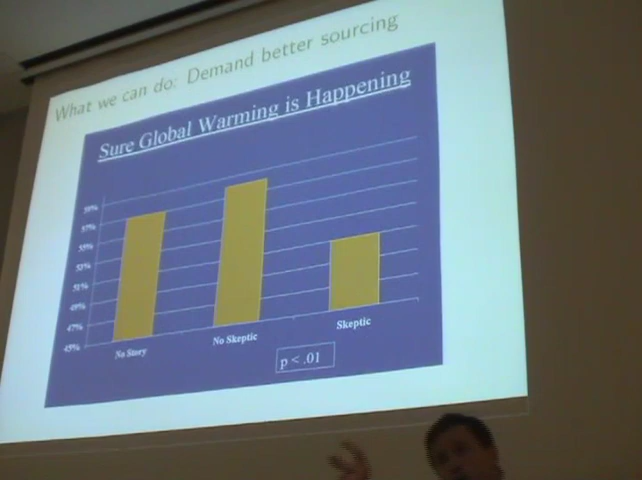 What we can do: Demand better sourcing
Sure Global Warming is Happening
59%
57%
55%
53%
51%
49%
47%
45%
No Story
No Skeptic
Skeptic
p < .01